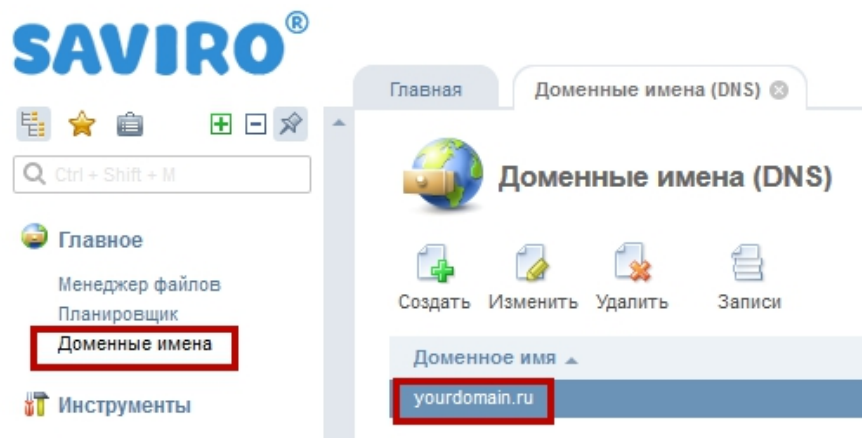 SAVIRO®
Главная
Доменные имена (DNS)
Ctrl + Shift + M
Доменные имена (DNS)
Главное
Менеджер файлов
Планировщик
Доменные имена
Инструменты
Создать Изменить Удалить Записи
Доменное имя
yourdomain.ru